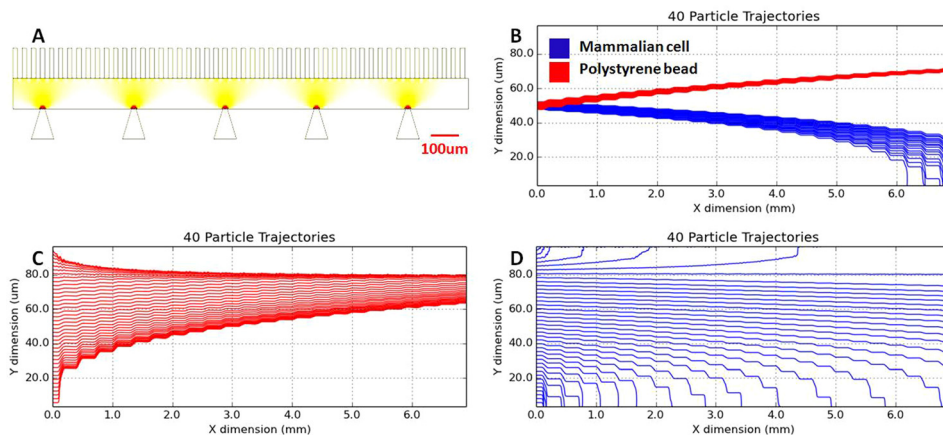 A
100um
40 Particle Trajectories
B
Mammalian cell
Polystyrene bead
80.0
60.0
40.0
20.0
Y dimension (um)
0.0 1.0 2.0 3.0 4.0 5.0 6.0
X dimension (mm)
40 Particle Trajectories
C
80.0
60.0
40.0
20.0
Y dimension (um)
0.0 1.0 2.0 3.0 4.0 5.0 6.0
X dimension (mm)
40 Particle Trajectories
D
80.0
60.0
40.0
20.0
Y dimension (um)
0.0 1.0 2.0 3.0 4.0 5.0 6.0
X dimension (mm)